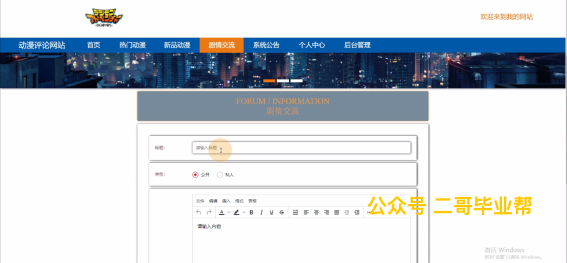 欢迎来到我的网站
动漫评论网站 首页 热门动漫 新品动漫 剧情交流 系统公告 个人中心 后台管理
FORUM / INFORMATION
剧情交流
标题: 请输入标题
类型: 公开 私人
文件 编辑 插入 格式 表格
请输入内容
公众号 二哥毕业帮
激活 Windows
转到"设置"以激活 Windows。